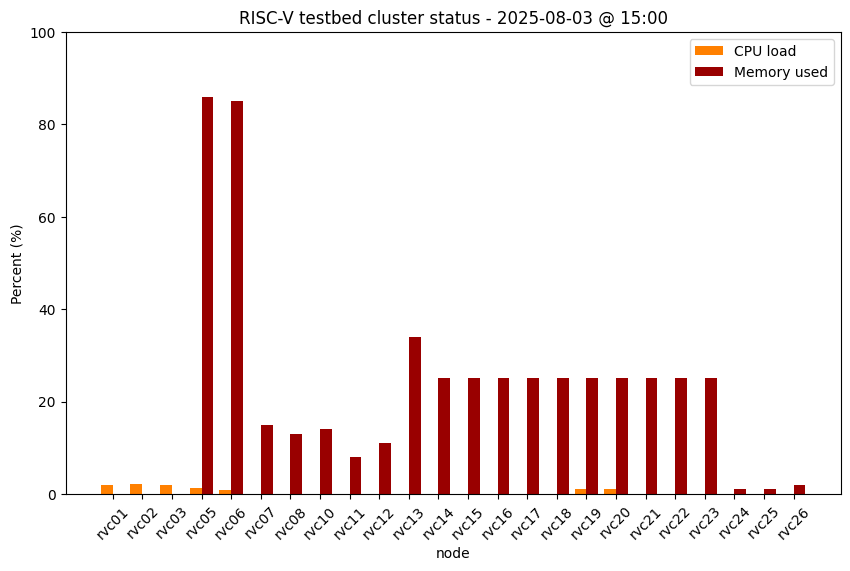 RISC-V testbed cluster status - 2025-08-03 @ 15:00
CPU load
Memory used
Percent (%)
100
80
60
40
20
0
rvc01 rvc02 rvc03 rvc05 rvc06 rvc07 rvc08 rvc10 rvc11 rvc12 rvc13 rvc14 rvc15 rvc16 rvc17 rvc18 rvc19 rvc20 rvc21 rvc22 rvc23 rvc24 rvc25 rvc26
node